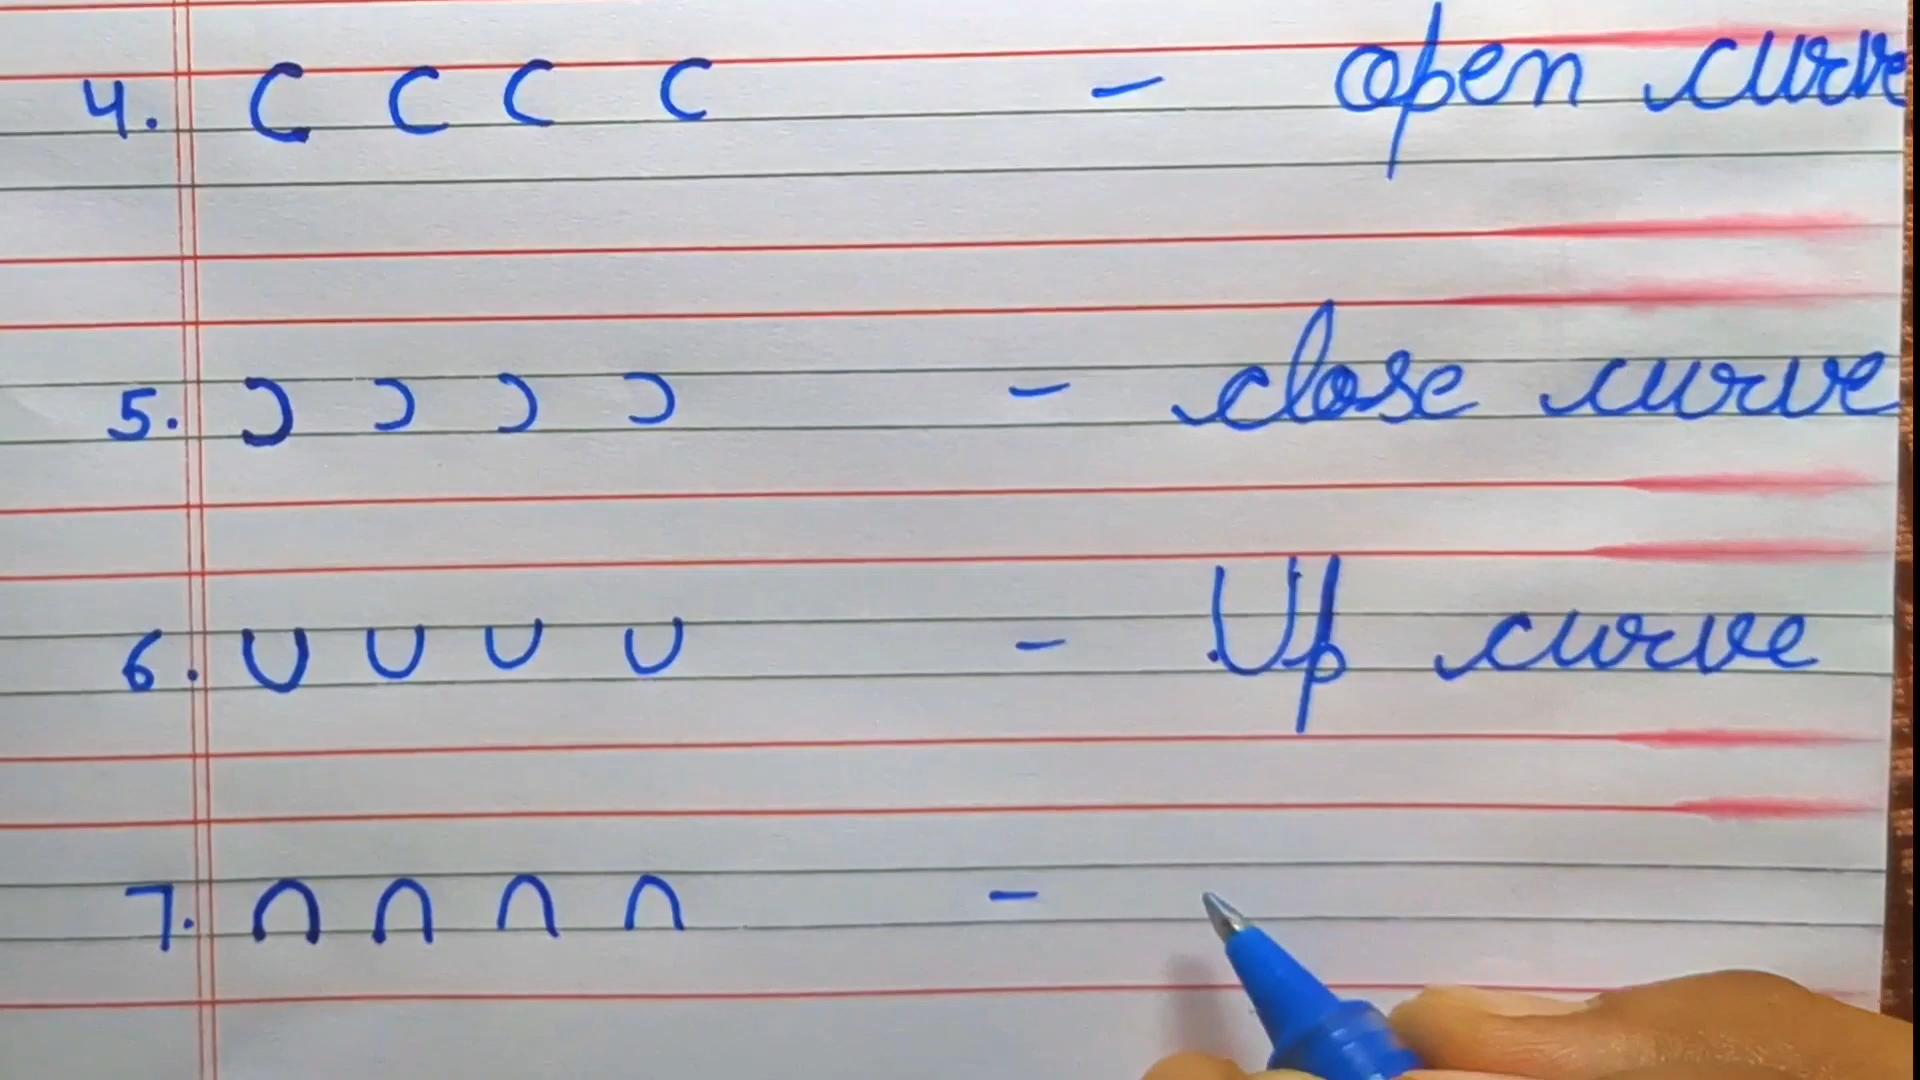 4. C C C C - open curve
5. Ɔ Ɔ Ɔ Ɔ - close curve
6. U U U U - Up curve
7. ∩ ∩ ∩ ∩ -